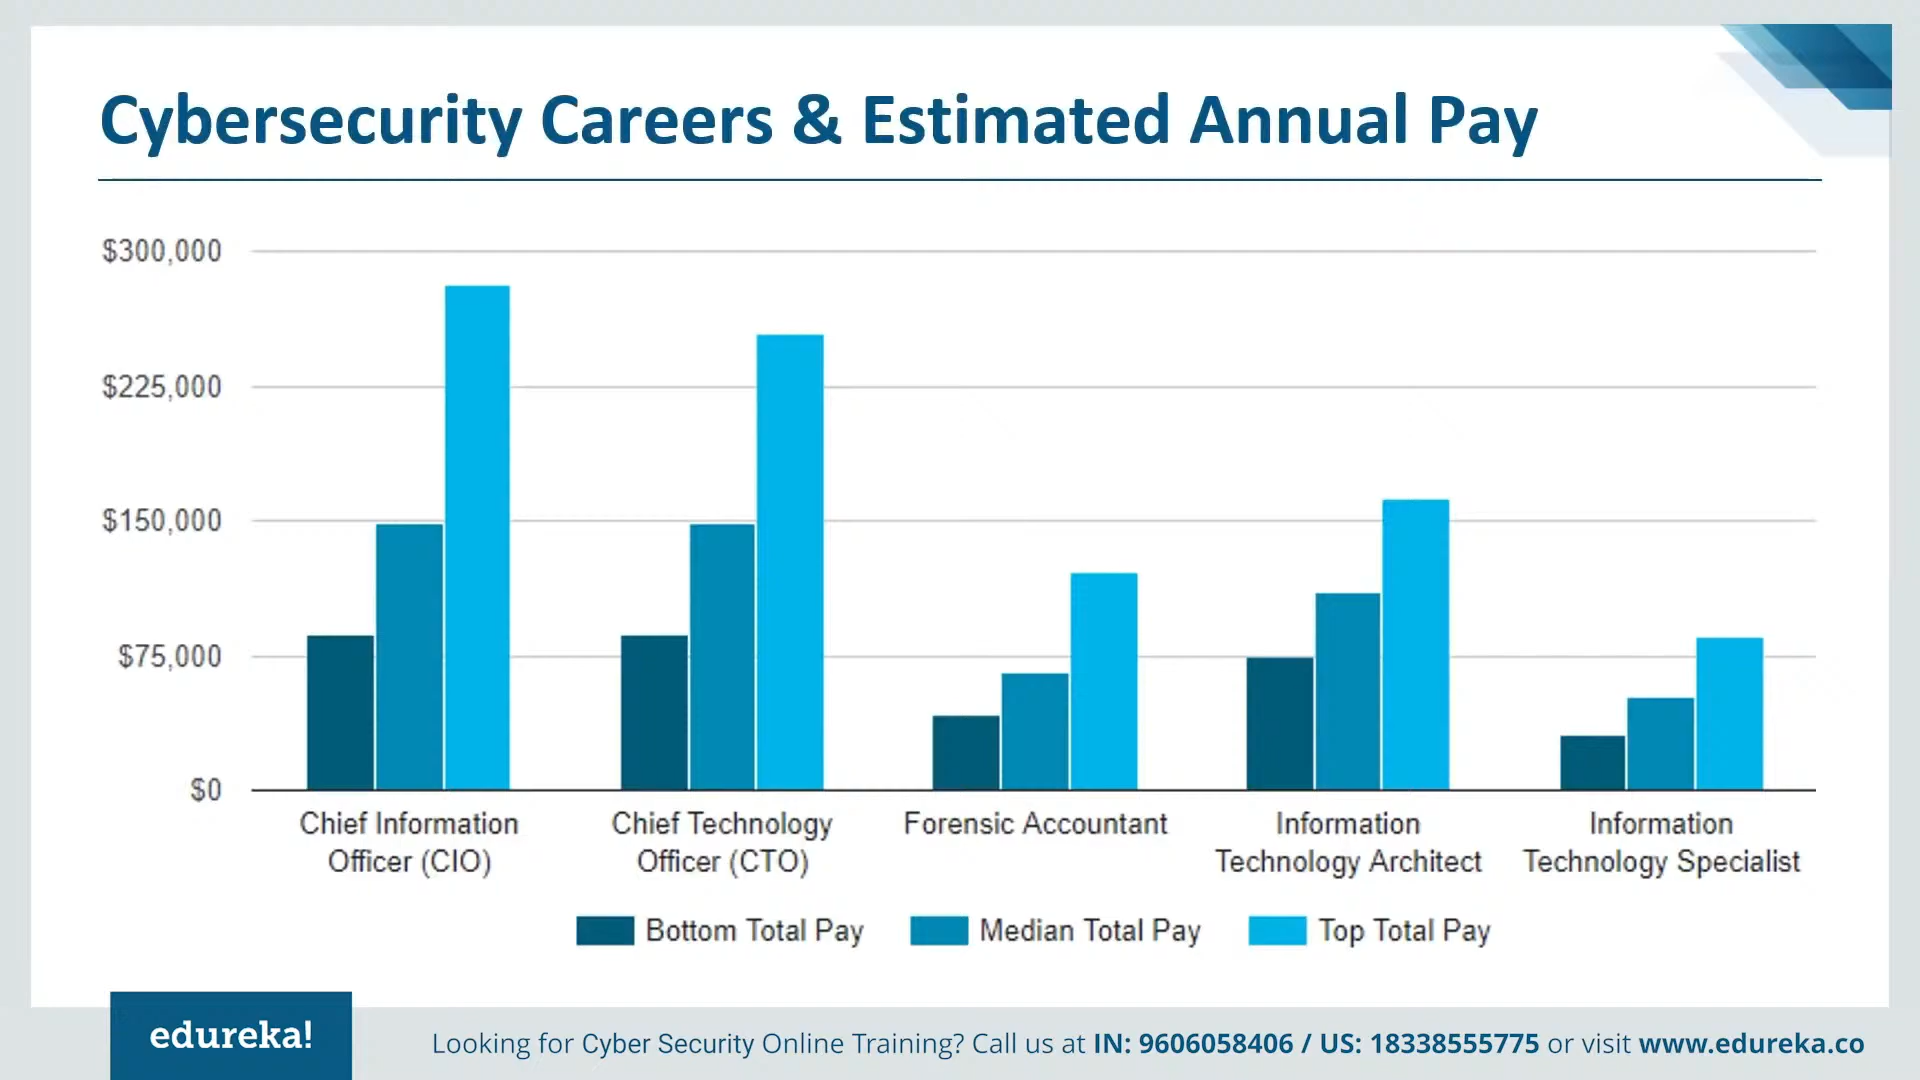 Cybersecurity Careers & Estimated Annual Pay
$300,000
$225,000
$150,000
$75,000
$0
Chief Information
Officer (CIO)
Chief Technology
Officer (CTO)
Forensic Accountant
Information
Technology Architect
Information
Technology Specialist
Bottom Total Pay
Median Total Pay
Top Total Pay
edureka!
Looking for Cyber Security Online Training? Call us at IN: 9606058406 / US: 18338555775 or visit www.edureka.co